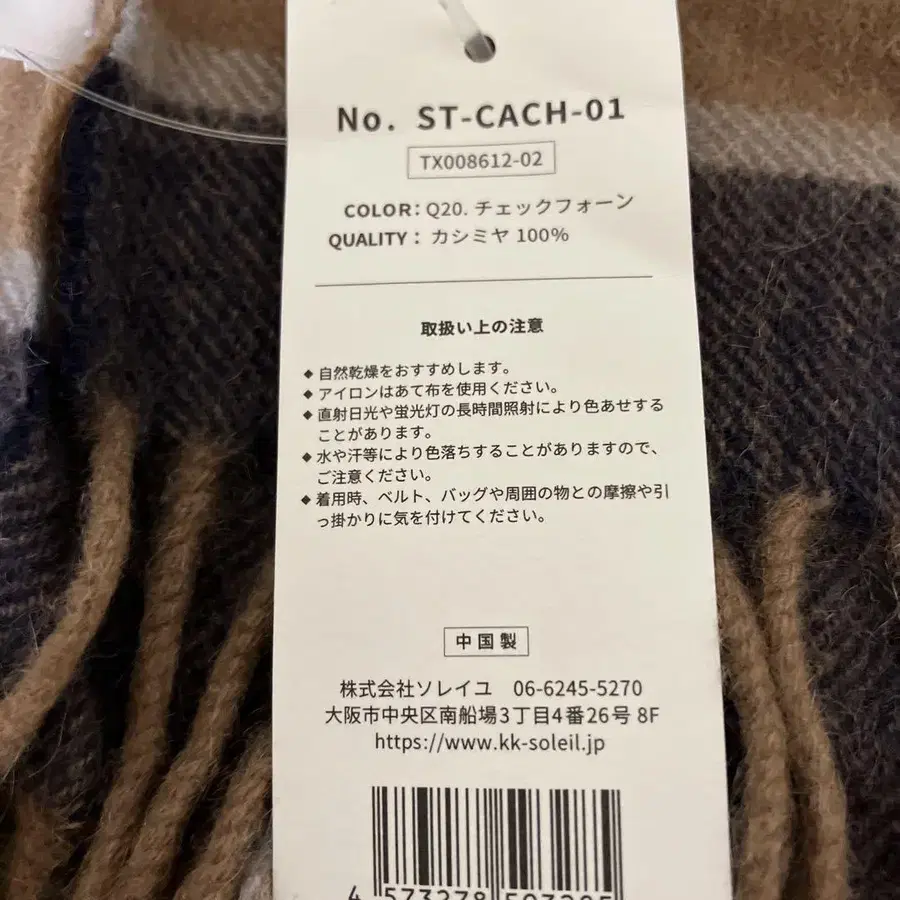 No. ST-CACH-01
TX008612-02
COLOR: Q20. チェックフォーン
QUALITY : カシミヤ 100%
取扱い上の注意
◆ 自然乾燥をおすすめします。
◆ アイロンはあて布を使用ください。
◆ 直射日光や蛍光灯の長時間照射により色あせする
ことがあります。
◆ 水や汗等により色落ちすることがありますので、
ご注意ください。
◆ 着用時、ベルト、バッグや周囲の物との摩擦や引
っ掛かりに気を付けてください。
中国製
株式会社ソレイユ 06-6245-5270
大阪市中央区南船場3丁目4番26号 8F
https://www.kk-soleil.jp
4 573278